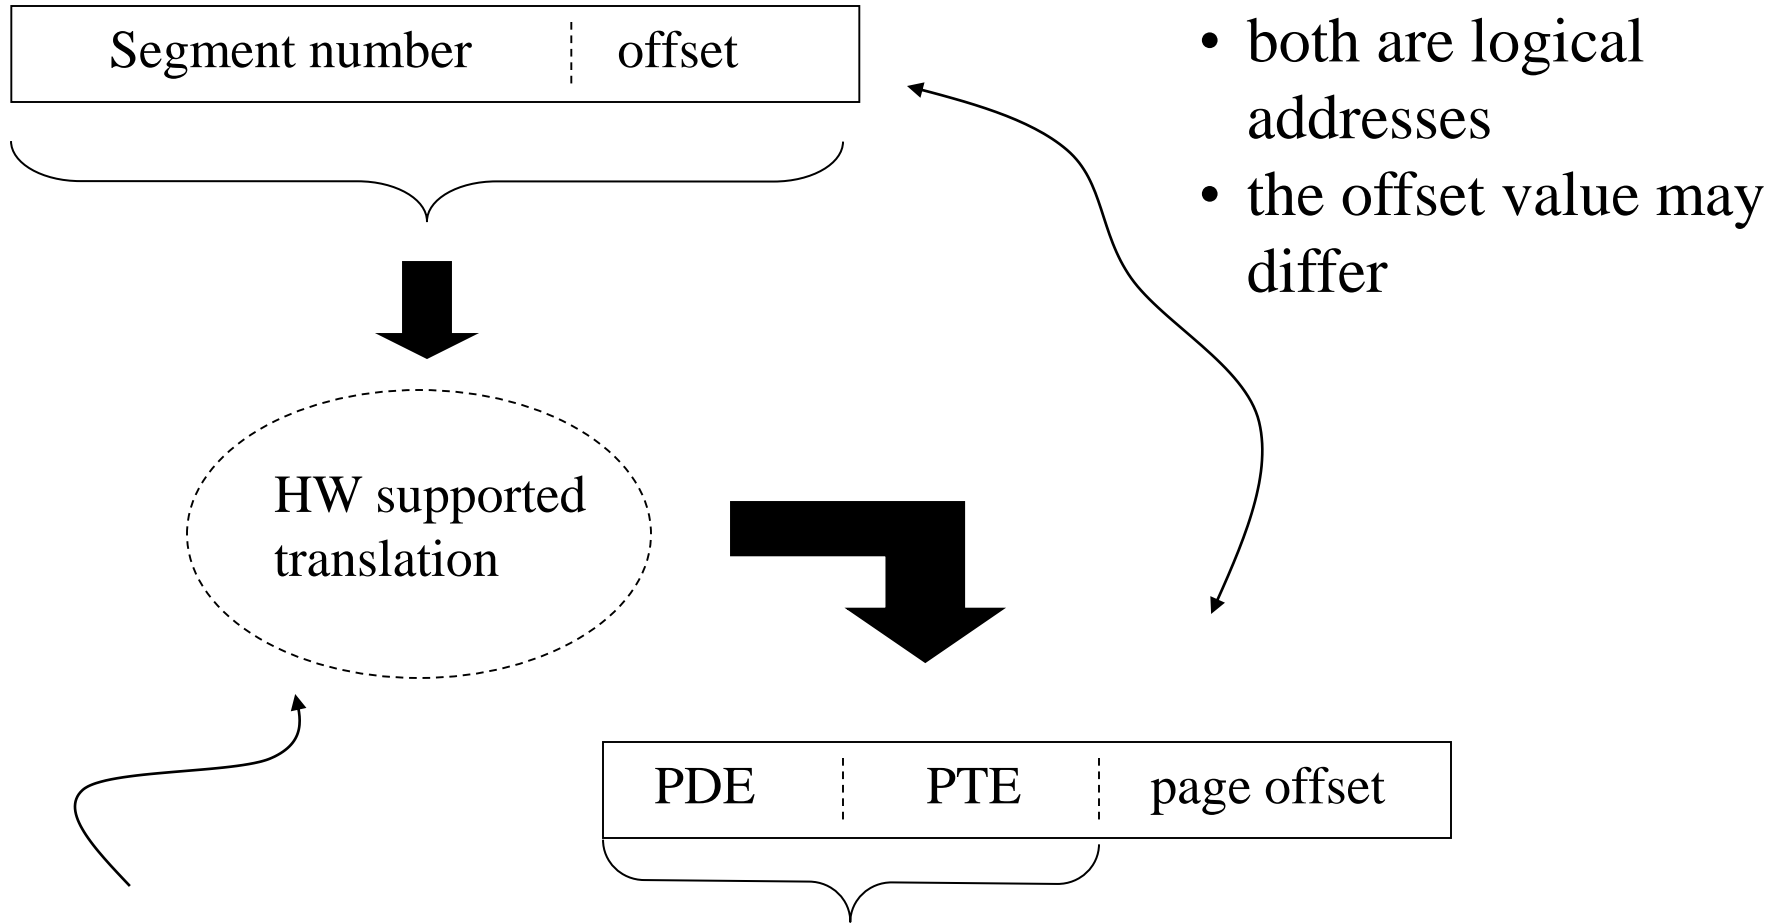 Segment number offset
• both are logical
addresses
• the offset value may
differ
HW supported
translation
PDE PTE page offset